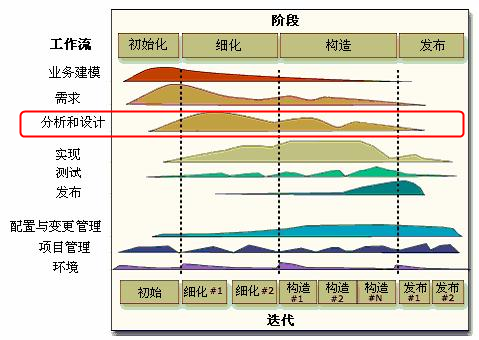 阶段
工作流 初始化 细化 构造 发布
业务建模
需求
分析和设计
实现
测试
发布
配置与变更管理
项目管理
环境
初始 细化 #1 细化 #2 构造 #1 构造 #2 构造 #N 发布 #1 发布 #2
迭代